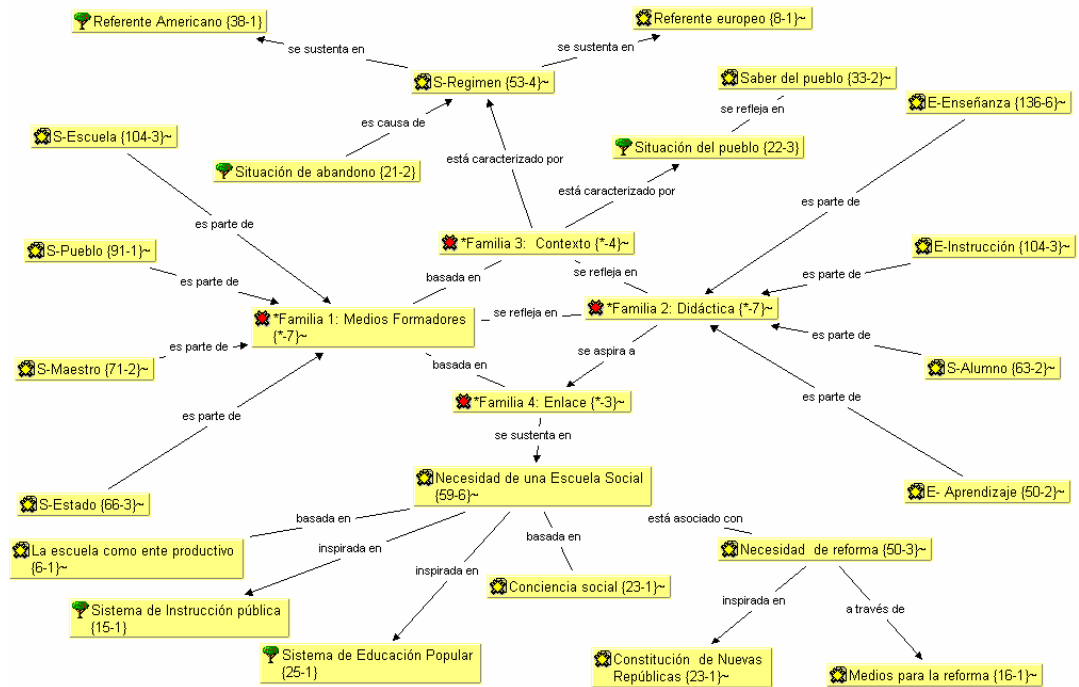 Referente Americano {38-1}
Referente europeo {8-1}~
se sustenta en
se sustenta en
S-Regimen {53-4}~
Saber del pueblo {33-2}~
E-Enseñanza {136-6}~
se refleja en
es causa de
S-Escuela {104-3}~
Situación del pueblo {22-3}
está caracterizado por
Situación de abandono {21-2}
está caracterizado por
es parte de
es parte de
*Familia 3:  Contexto {*-4}~
S-Pueblo {91-1}~
E-Instrucción {104-3}~
basada en
se refleja en
es parte de
es parte de
*Familia 2: Didáctica {*-7}~
*Familia 1: Medios Formadores
{*-7}~
se refleja en
es parte de
es parte de
se aspira a
S-Maestro {71-2}~
basada en
S-Alumno {63-2}~
es parte de
*Familia 4: Enlace {*-3}~
es parte de
se sustenta en
Necesidad de una Escuela Social
{59-6}~
E- Aprendizaje {50-2}~
S-Estado {66-3}~
basada en
está asociado con
basada en
inspirada en
La escuela como ente productivo
{6-1}~
Necesidad  de reforma {50-3}~
inspirada en
Conciencia social {23-1}~
inspirada en
a través de
Sistema de Instrucción pública
{15-1}
Sistema de Educación Popular
{25-1}
Constitución  de Nuevas
Repúblicas {23-1}~
Medios para la reforma {16-1}~